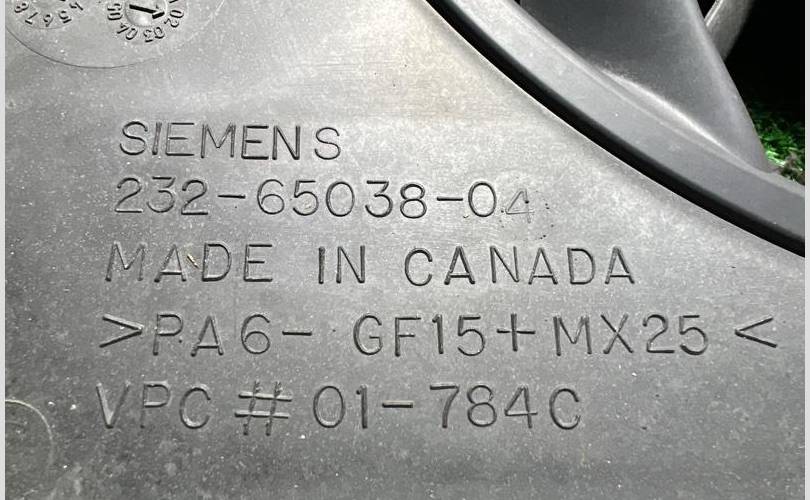 SIEMENS
232-65038-04
MADE IN CANADA
>PA6- GF15+MX25 <
VPC # 01-784C